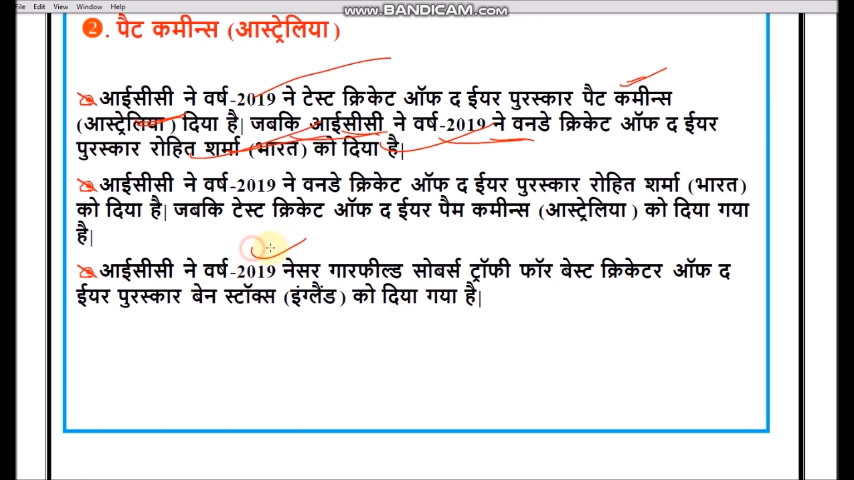 File Edit View Window Help
www.BANDICAM.com
❷. पैट कमीन्स (आस्ट्रेलिया)
आईसीसी ने वर्ष-2019 ने टेस्ट क्रिकेट ऑफ द ईयर पुरस्कार पैट कमीन्स
(आस्ट्रेलिया ) दिया है| जबकि आईसीसी ने वर्ष-2019 ने वनडे क्रिकेट ऑफ द ईयर
पुरस्कार रोहित शर्मा (भारत) को दिया है|
आईसीसी ने वर्ष-2019 ने वनडे क्रिकेट ऑफ द ईयर पुरस्कार रोहित शर्मा (भारत)
को दिया है| जबकि टेस्ट क्रिकेट ऑफ द ईयर पैम कमीन्स (आस्ट्रेलिया ) को दिया गया
है|
आईसीसी ने वर्ष-2019 नेसर गारफील्ड सोबर्स ट्रॉफी फॉर बेस्ट क्रिकेटर ऑफ द
ईयर पुरस्कार बेन स्टॉक्स (इंग्लैंड ) को दिया गया है|